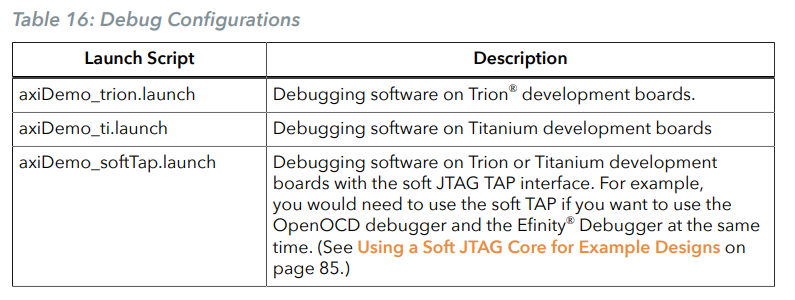 Table 16: Debug Configurations
Launch Script Description
axiDemo_trion.launch Debugging software on Trion® development boards.
axiDemo_ti.launch Debugging software on Titanium development boards
axiDemo_softTap.launch Debugging software on Trion or Titanium development
boards with the soft JTAG TAP interface. For example,
you would need to use the soft TAP if you want to use the
OpenOCD debugger and the Efinity® Debugger at the same
time. (See Using a Soft JTAG Core for Example Designs on
page 85.)